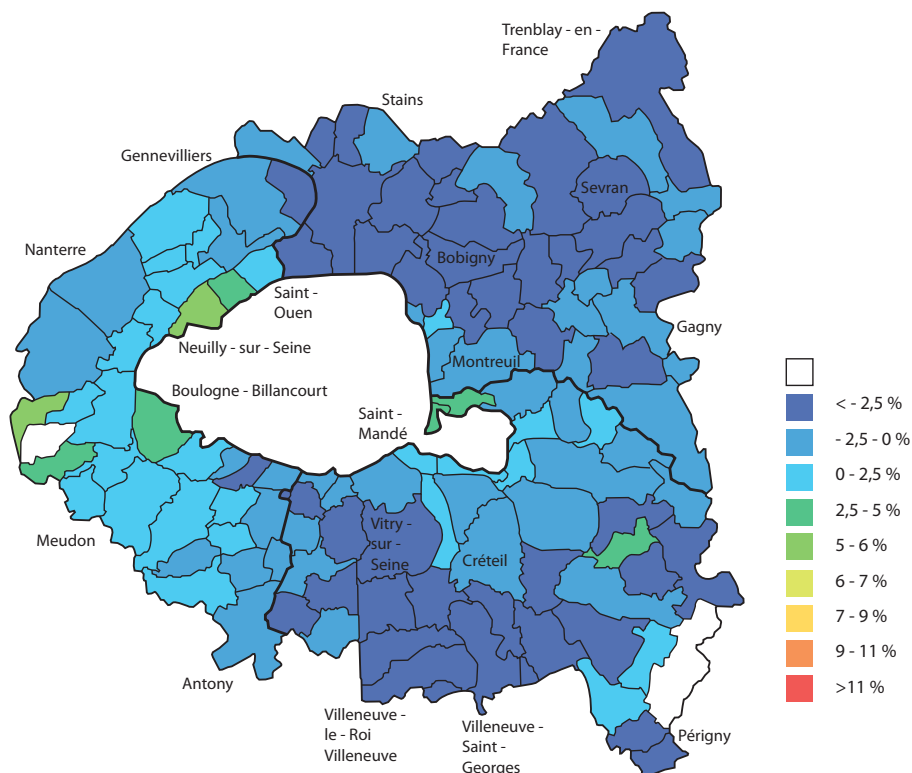 Trenblay - en -
France
Stains
Gennevilliers
Sevran
Nanterre
Bobigny
Saint -
Ouen
Gagny
Neuilly - sur - Seine
Montreuil
Boulogne - Billancourt
Saint -
Mandé
Meudon
Vitry -
sur -
Seine
Créteil
Antony
Villeneuve -
le - Roi
Villeneuve
Villeneuve -
Saint -
Georges
Périgny
< - 2,5 %
- 2,5 - 0 %
0 - 2,5 %
2,5 - 5 %
5 - 6 %
6 - 7 %
7 - 9 %
9 - 11 %
>11 %